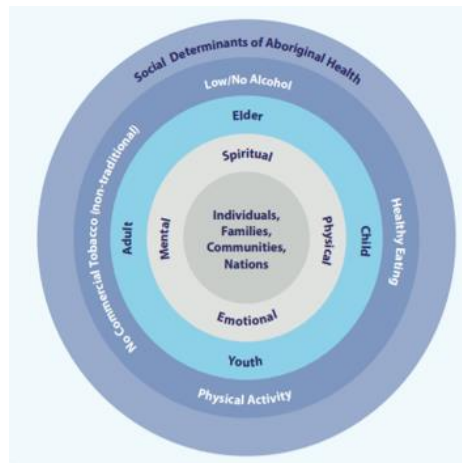 Social Determinants of Aboriginal Health
Low/No Alcohol
Elder
Spiritual
No Commercial Tobacco (non-traditional)
Adult
Mental
Individuals,
Families,
Communities,
Nations
Physical
Child
Healthy Eating
Emotional
Youth
Physical Activity